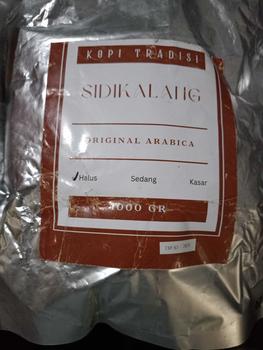 KOPI TRADISI
SIDIKALANG
ORIGINAL ARABICA
✓Halus Sedang Kasar
1000 GR